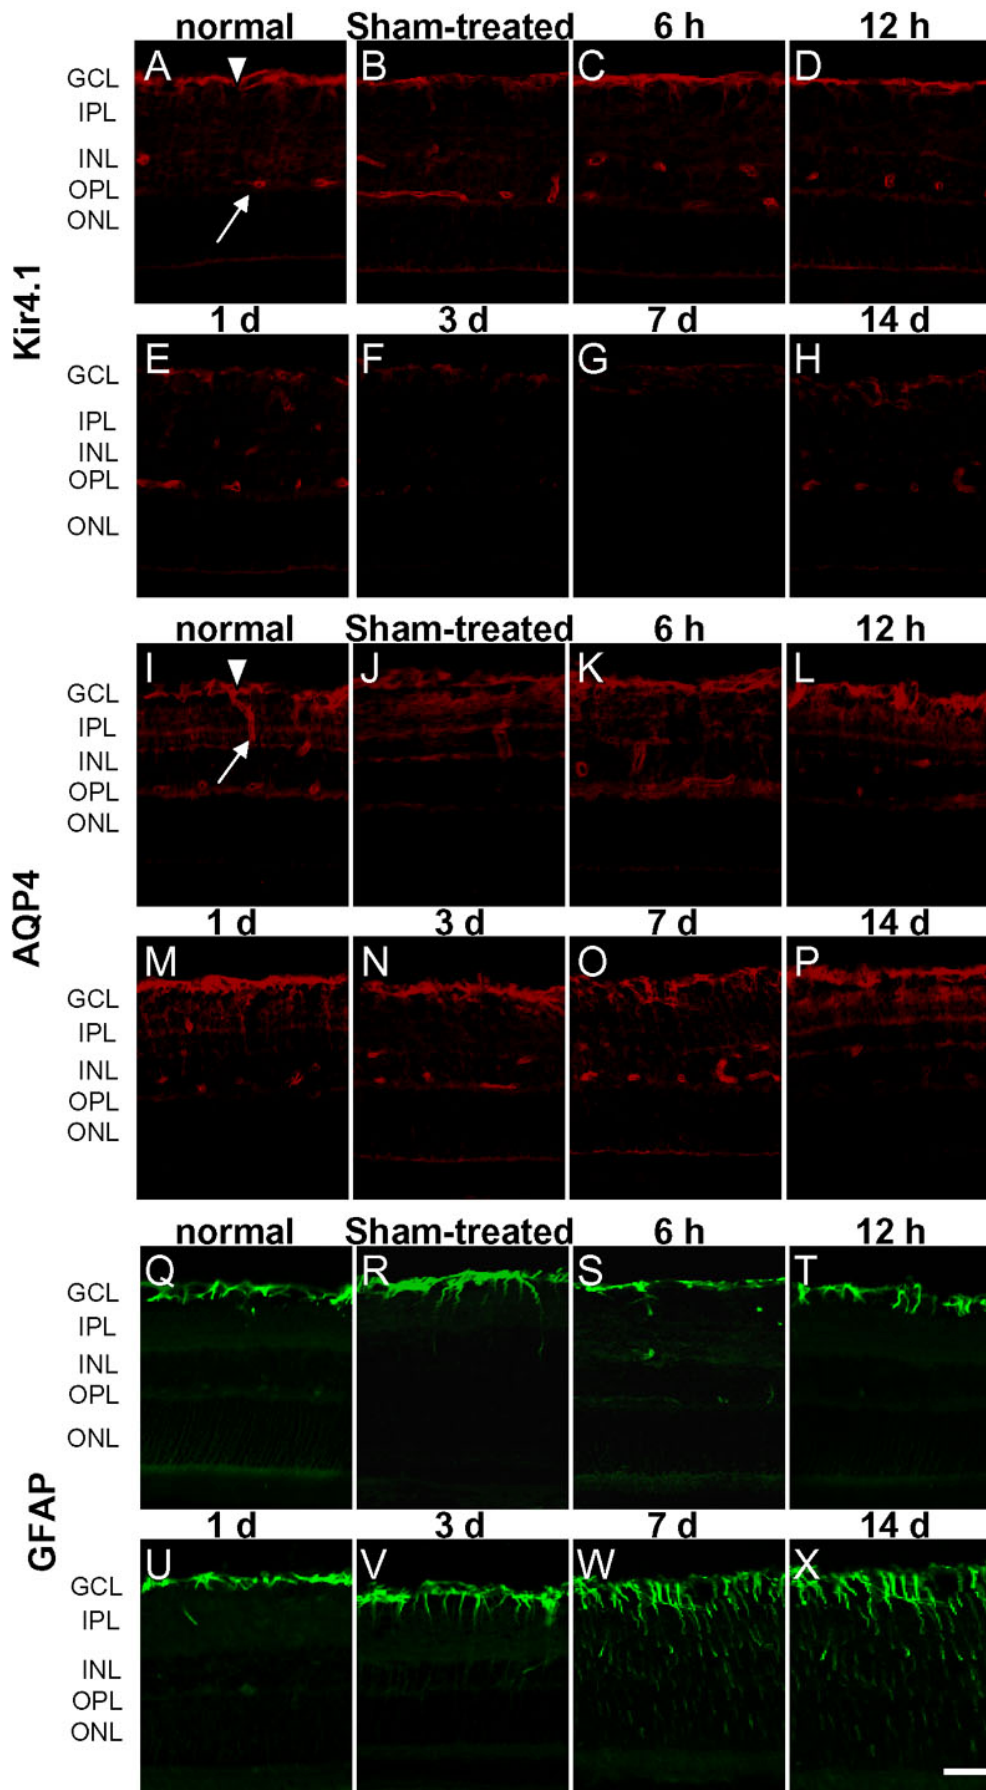 normal Sham-treated 6 h 12 h
A B C D
GCL
IPL
INL
OPL
ONL
Kir4.1
1 d 3 d 7 d 14 d
E F G H
GCL
IPL
INL
OPL
ONL
normal Sham-treated 6 h 12 h
I J K L
GCL
IPL
INL
OPL
ONL
AQP4
1 d 3 d 7 d 14 d
M N O P
GCL
IPL
INL
OPL
ONL
normal Sham-treated 6 h 12 h
Q R S T
GCL
IPL
INL
OPL
ONL
GFAP
1 d 3 d 7 d 14 d
U V W X
GCL
IPL
INL
OPL
ONL